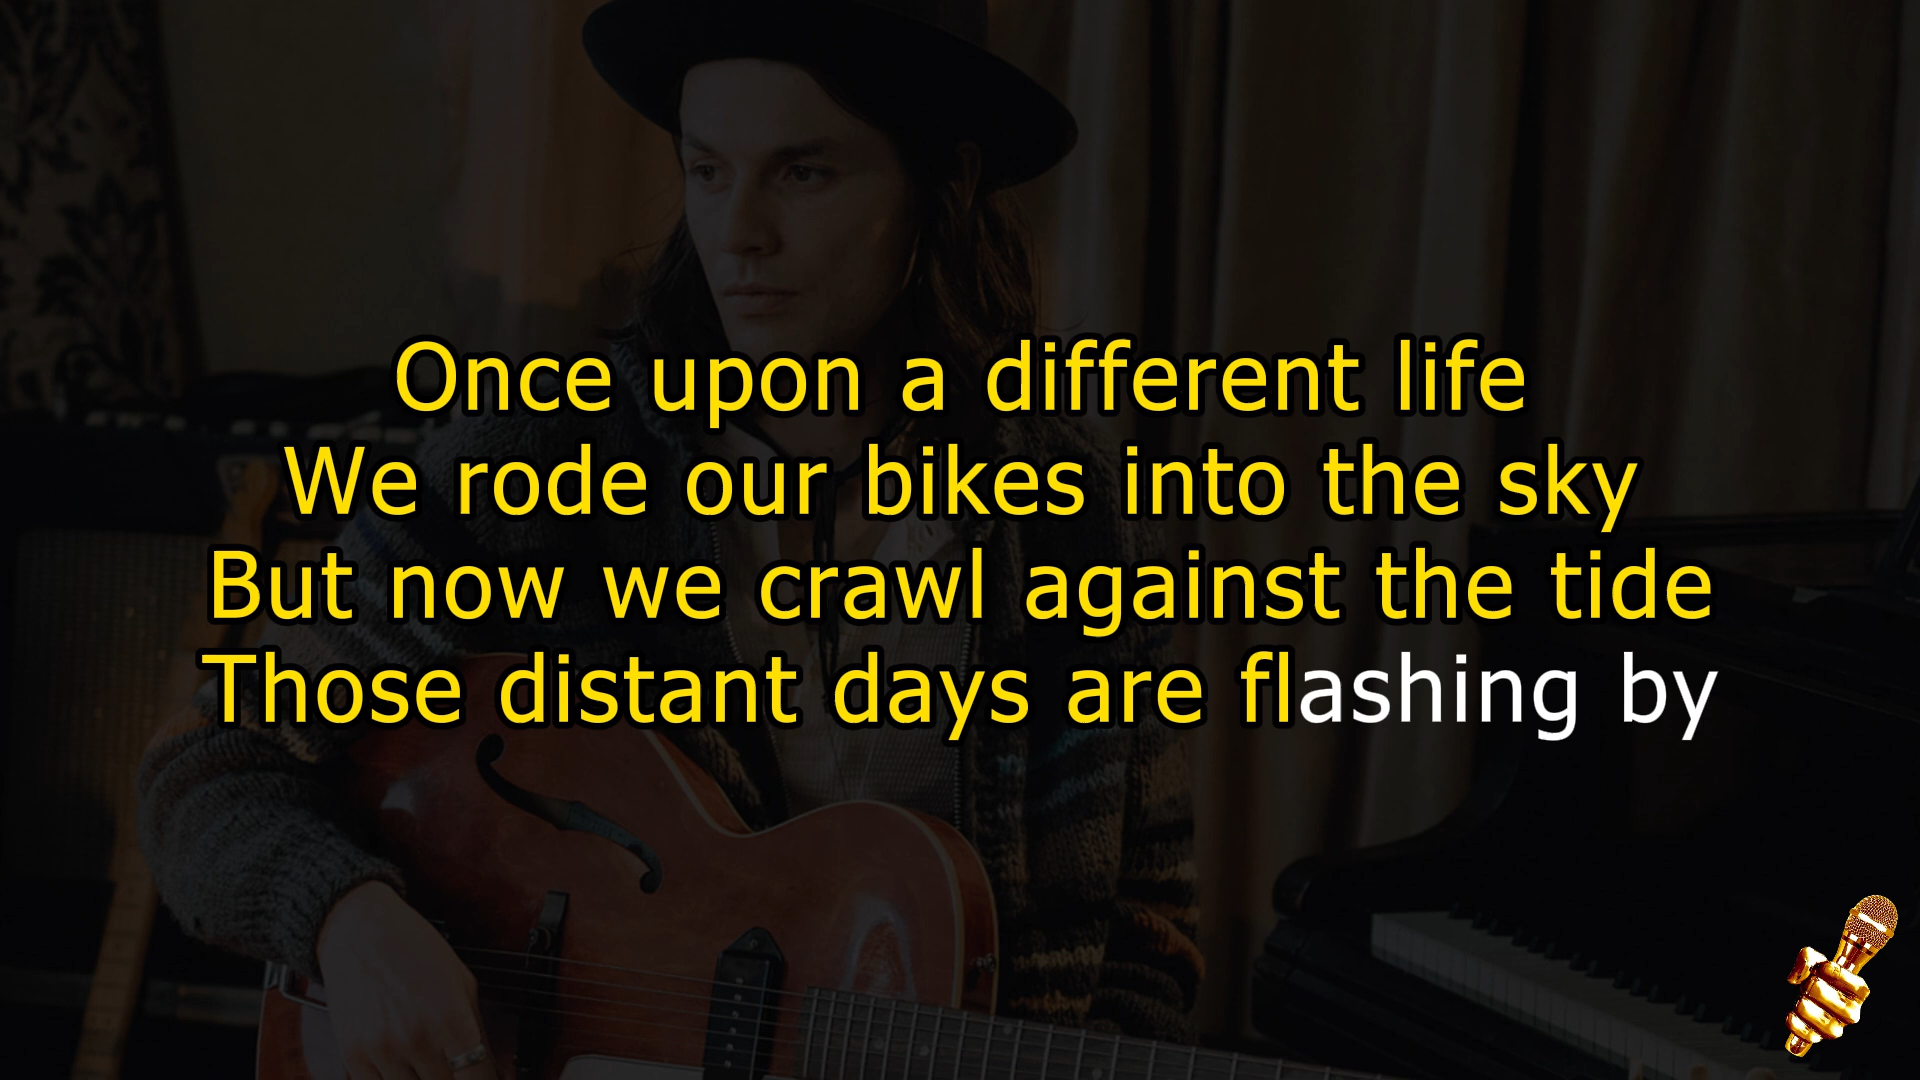 Once upon a different life
We rode our bikes into the sky
But now we crawl against the tide
Those distant days are flashing by